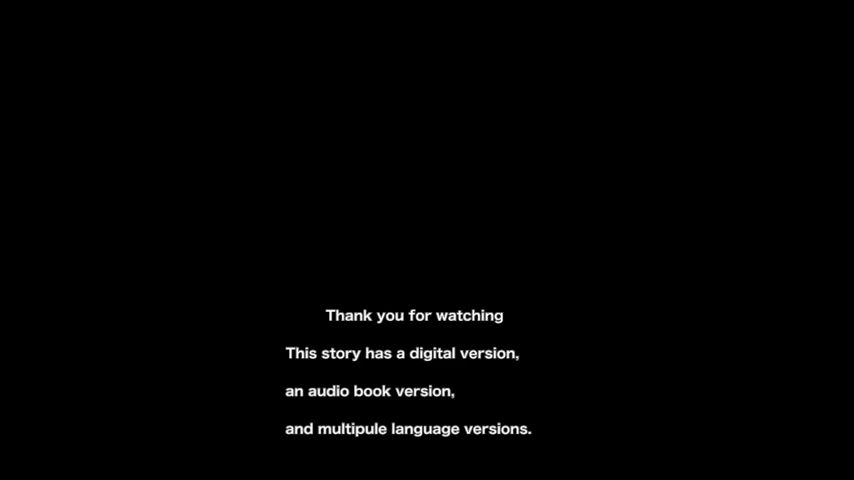 Thank you for watching
This story has a digital version,
an audio book version,
and multipule language versions.